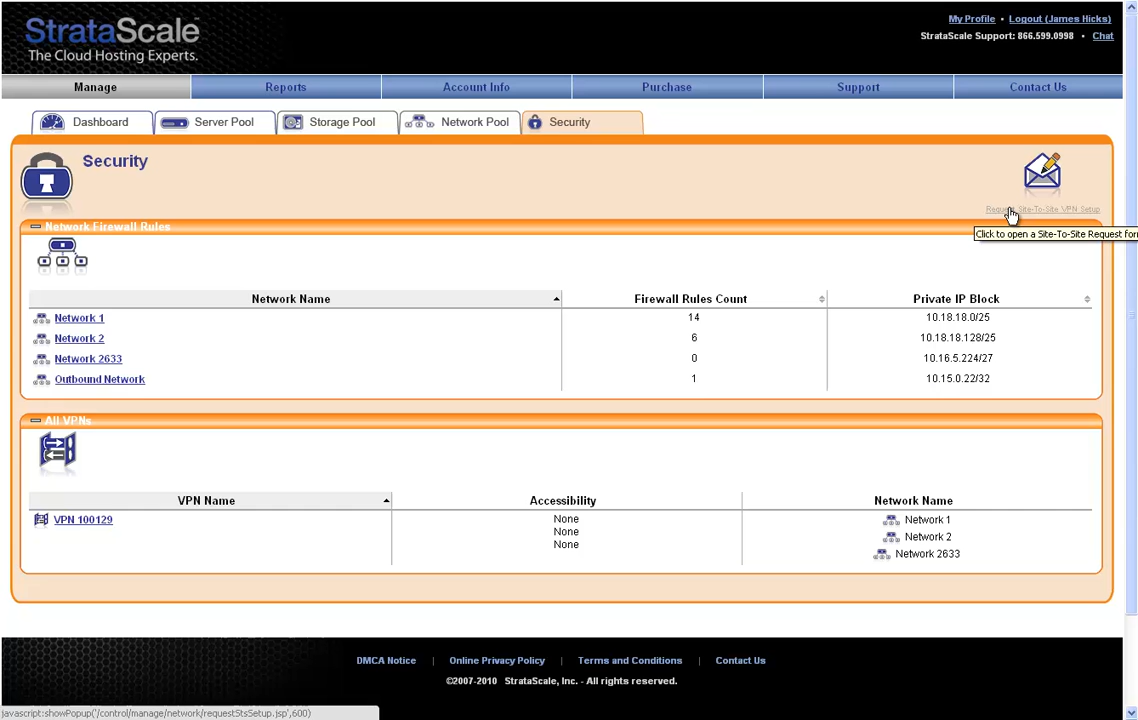 StrataScale
The Cloud Hosting Experts.
My Profile • Logout (James Hicks)
StrataScale Support: 866.599.0998 • Chat
Manage Reports Account Info Purchase Support Contact Us
Dashboard Server Pool Storage Pool Network Pool Security
Security
Request Site-To-Site VPN Setup
Network Firewall Rules
Click to open a Site-To-Site Request for
Network Name Firewall Rules Count Private IP Block
Network 1 14 10.18.18.0/25
Network 2 6 10.18.18.128/25
Network 2633 0 10.16.5.224/27
Outbound Network 1 10.15.0.22/32
All VPNs
VPN Name Accessibility Network Name
VPN 100129 None Network 1
None Network 2
None Network 2633
DMCA Notice | Online Privacy Policy | Terms and Conditions | Contact Us
©2007-2010 StrataScale, Inc. - All rights reserved.
javascript:showPopup('/control/manage/network/requestStsSetup.jsp',600)